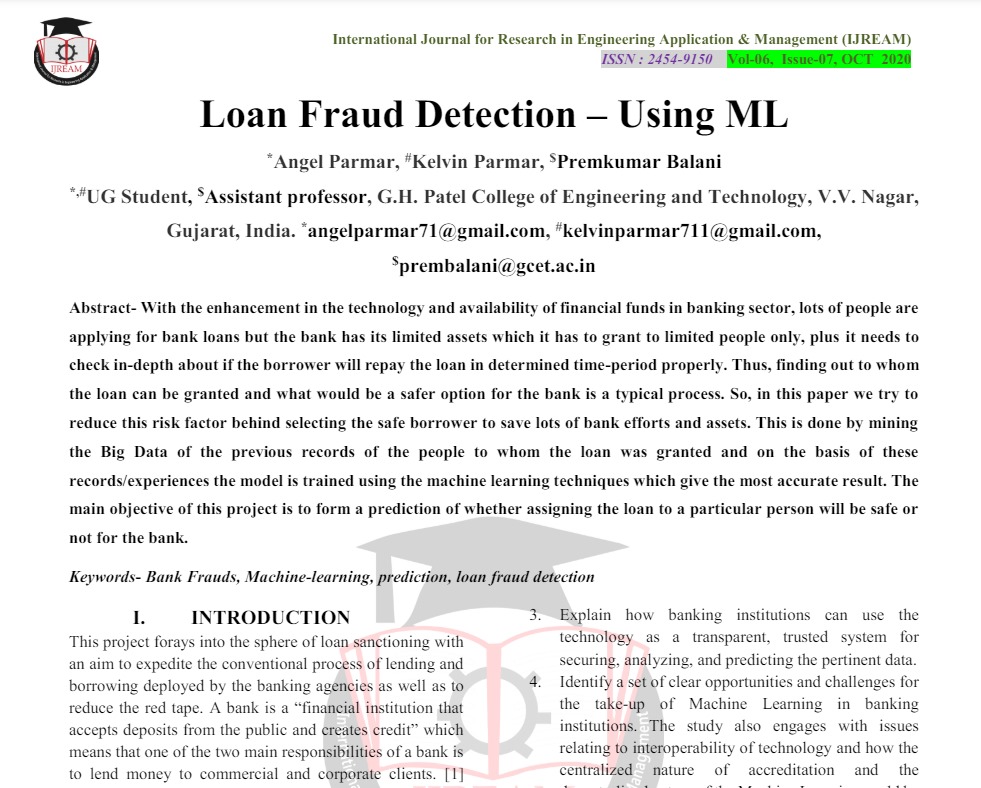 International Journal for Research in Engineering Application & Management (IJREAM)
ISSN : 2454-9150 Vol-06, Issue-07, OCT 2020
IJREAM
Loan Fraud Detection – Using ML
*Angel Parmar, #Kelvin Parmar, $Premkumar Balani
*,#UG Student, $Assistant professor, G.H. Patel College of Engineering and Technology, V.V. Nagar,
Gujarat, India. *angelparmar71@gmail.com, #kelvinparmar711@gmail.com,
$prembalani@gcet.ac.in
Abstract- With the enhancement in the technology and availability of financial funds in banking sector, lots of people are
applying for bank loans but the bank has its limited assets which it has to grant to limited people only, plus it needs to
check in-depth about if the borrower will repay the loan in determined time-period properly. Thus, finding out to whom
the loan can be granted and what would be a safer option for the bank is a typical process. So, in this paper we try to
reduce this risk factor behind selecting the safe borrower to save lots of bank efforts and assets. This is done by mining
the Big Data of the previous records of the people to whom the loan was granted and on the basis of these
records/experiences the model is trained using the machine learning techniques which give the most accurate result. The
main objective of this project is to form a prediction of whether assigning the loan to a particular person will be safe or
not for the bank.
Keywords- Bank Frauds, Machine-learning, prediction, loan fraud detection
I. INTRODUCTION
This project forays into the sphere of loan sanctioning with
an aim to expedite the conventional process of lending and
borrowing deployed by the banking agencies as well as to
reduce the red tape. A bank is a “financial institution that
accepts deposits from the public and creates credit” which
means that one of the two main responsibilities of a bank is
to lend money to commercial and corporate clients. [1]
3. Explain how banking institutions can use the
technology as a transparent, trusted system for
securing, analyzing, and predicting the pertinent data.
4. Identify a set of clear opportunities and challenges for
the take-up of Machine Learning in banking
institutions. The study also engages with issues
relating to interoperability of technology and how the
centralized nature of accreditation and the